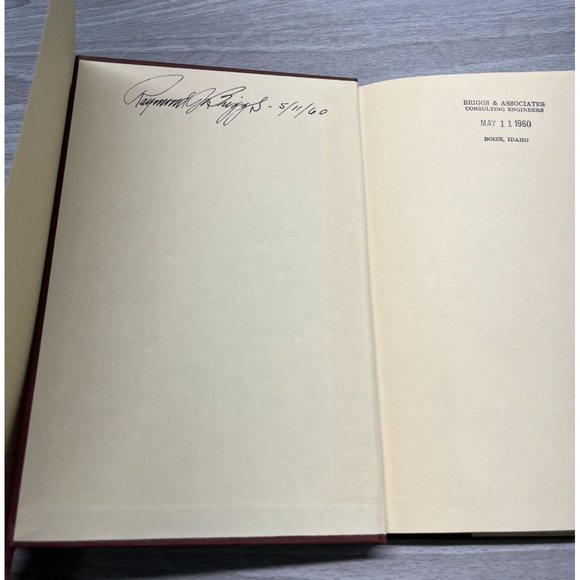 Raymond J Briggs - 5/11/60
BRIGGS & ASSOCIATES
CONSULTING ENGINEERS
MAY 11 1960
BOISE, IDAHO